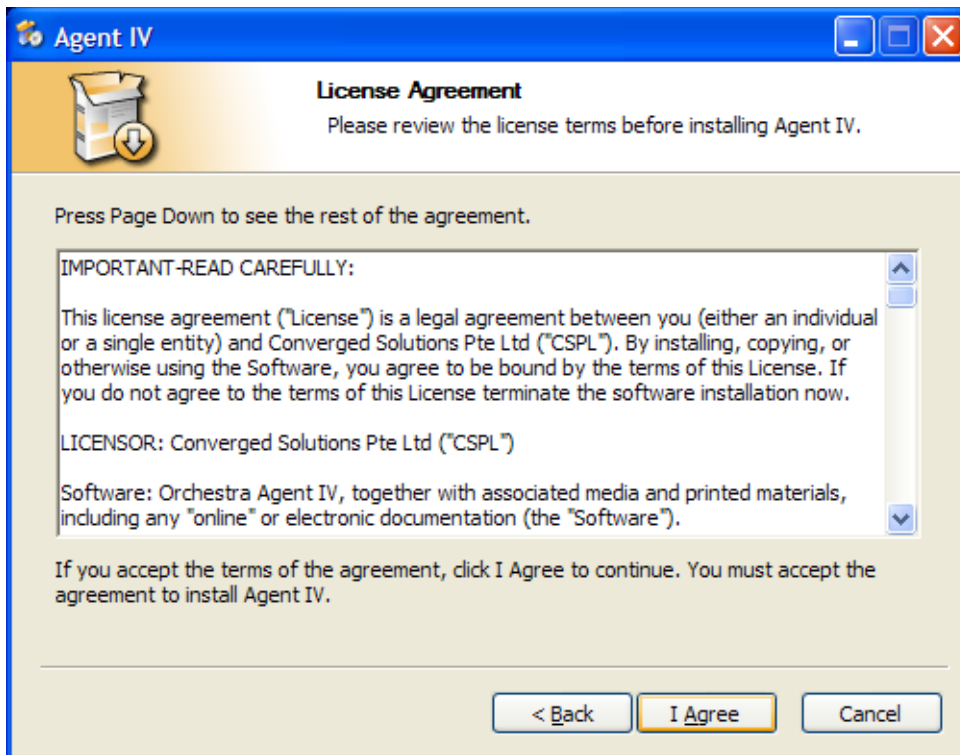 Agent IV
License Agreement
Please review the license terms before installing Agent IV.
Press Page Down to see the rest of the agreement.
IMPORTANT-READ CAREFULLY:
This license agreement ("License") is a legal agreement between you (either an individual
or a single entity) and Converged Solutions Pte Ltd ("CSPL"). By installing, copying, or
otherwise using the Software, you agree to be bound by the terms of this License. If
you do not agree to the terms of this License terminate the software installation now.
LICENSOR: Converged Solutions Pte Ltd ("CSPL")
Software: Orchestra Agent IV, together with associated media and printed materials,
including any "online" or electronic documentation (the "Software").
If you accept the terms of the agreement, click I Agree to continue. You must accept the
agreement to install Agent IV.
< Back
I Agree
Cancel